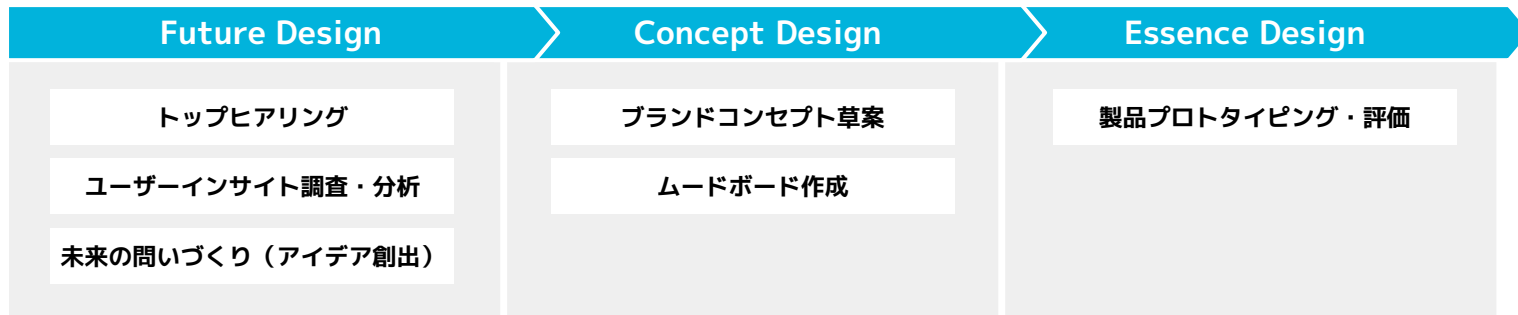 Future Design
Concept Design
Essence Design
トップヒアリング
ユーザーインサイト調査・分析
未来の問いづくり（アイデア創出）
ブランドコンセプト草案
ムードボード作成
製品プロトタイピング・評価